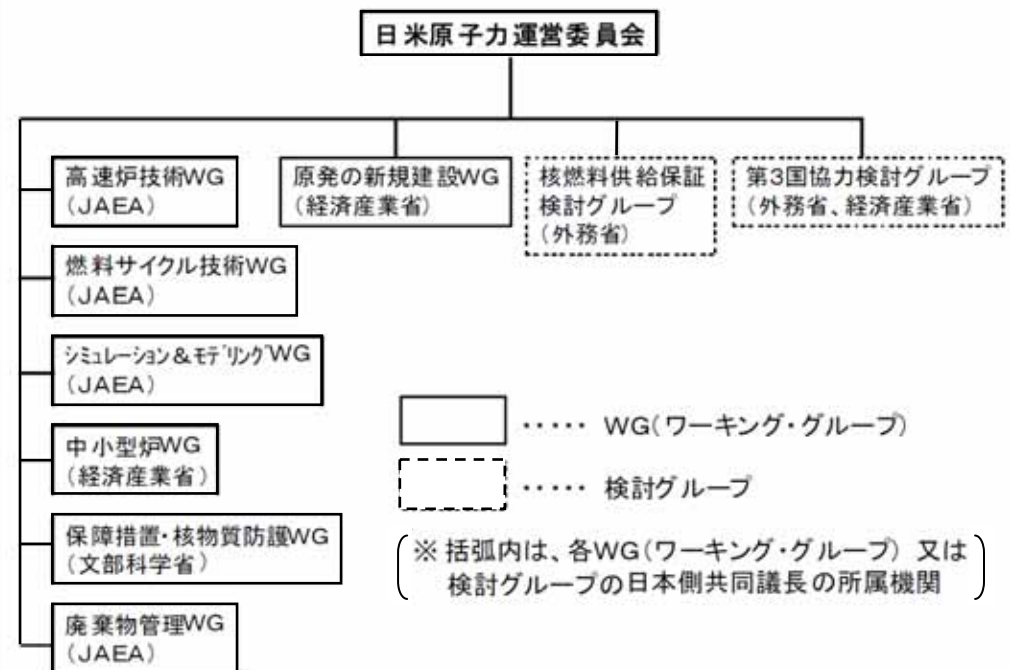 日米原子力運営委員会
高速炉技術WG
(JAEA)
原発の新規建設WG
(経済産業省)
核燃料供給保証
検討グループ
(外務省)
第3国協力検討グループ
(外務省、経済産業省)
燃料サイクル技術WG
(JAEA)
シミュレーション&モデリングWG
(JAEA)
中小型炉WG
(経済産業省)
保障措置・核物質防護WG
(文部科学省)
廃棄物管理WG
(JAEA)
・・・・・ WG(ワーキング・グループ)
・・・・・ 検討グループ
※ 括弧内は、各WG(ワーキング・グループ) 又は
検討グループの日本側共同議長の所属機関